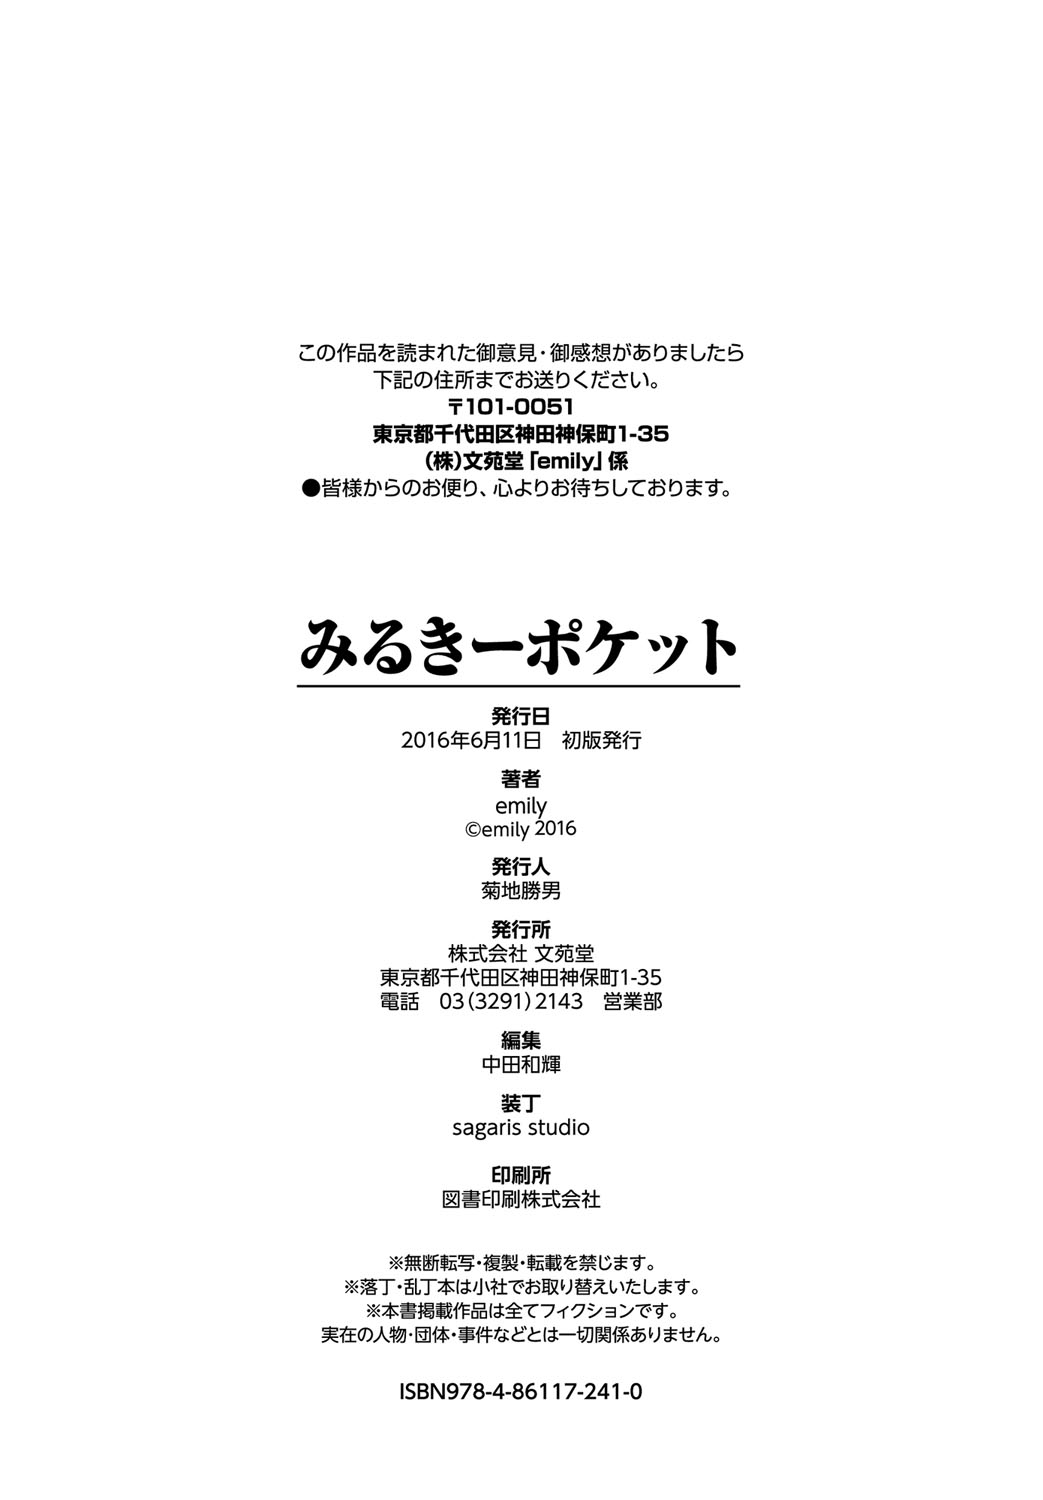 この作品を読まれた御意見・御感想がありましたら
下記の住所までお送りください。
〒101-0051
東京都千代田区神田神保町1-35
(株)文苑堂「emily」係
●皆様からのお便り、心よりお待ちしております。
みるきーポケット
発行日
2016年6月11日　初版発行
著者
emily
©emily 2016
発行人
菊地勝男
発行所
株式会社 文苑堂
東京都千代田区神田神保町1-35
電話　03(3291)2143　営業部
編集
中田和輝
装丁
sagaris studio
印刷所
図書印刷株式会社
※無断転写・複製・転載を禁じます。
※落丁・乱丁本は小社でお取り替えいたします。
※本書掲載作品は全てフィクションです。
実在の人物・団体・事件などとは一切関係ありません。
ISBN978-4-86117-241-0